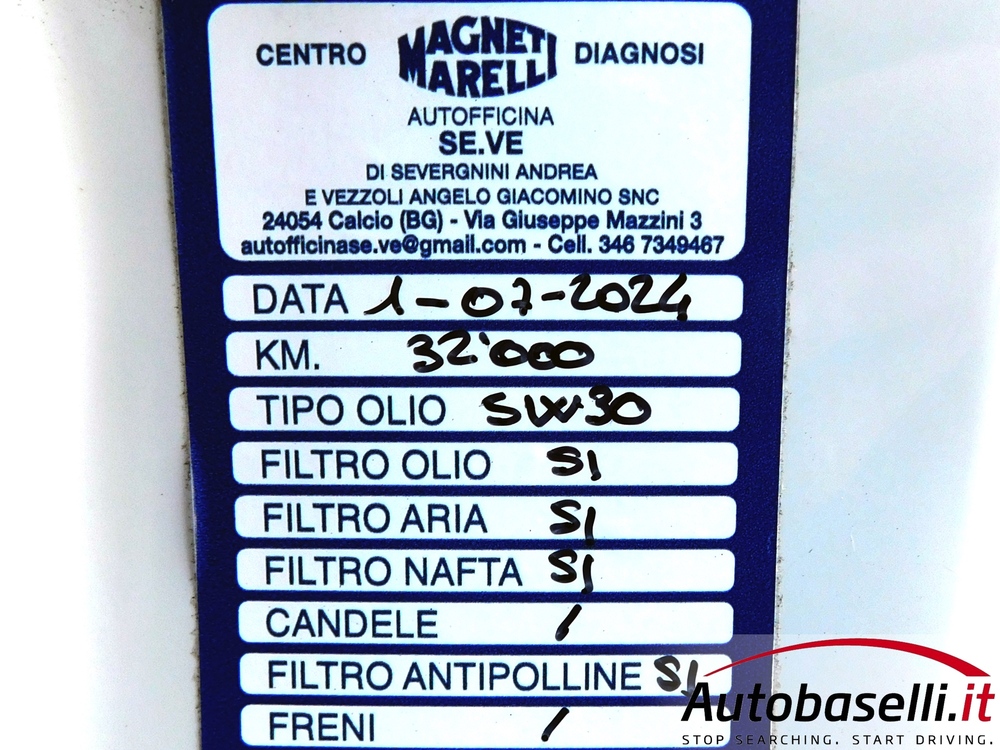 CENTRO MAGNETI MARELLI DIAGNOSI
AUTOFFICINA
SE.VE
DI SEVERGNINI ANDREA
E VEZZOLI ANGELO GIACOMINO SNC
24054 Calcio (BG) - Via Giuseppe Mazzini 3
autofficinase.ve@gmail.com - Cell. 346 7349467
DATA 1-07-2024
KM. 32'000
TIPO OLIO 5W30
FILTRO OLIO SI
FILTRO ARIA SI
FILTRO NAFTA SI
CANDELE /
FILTRO ANTIPOLLINE SI
FRENI /
Autobaselli.it
STOP SEARCHING. START DRIVING.